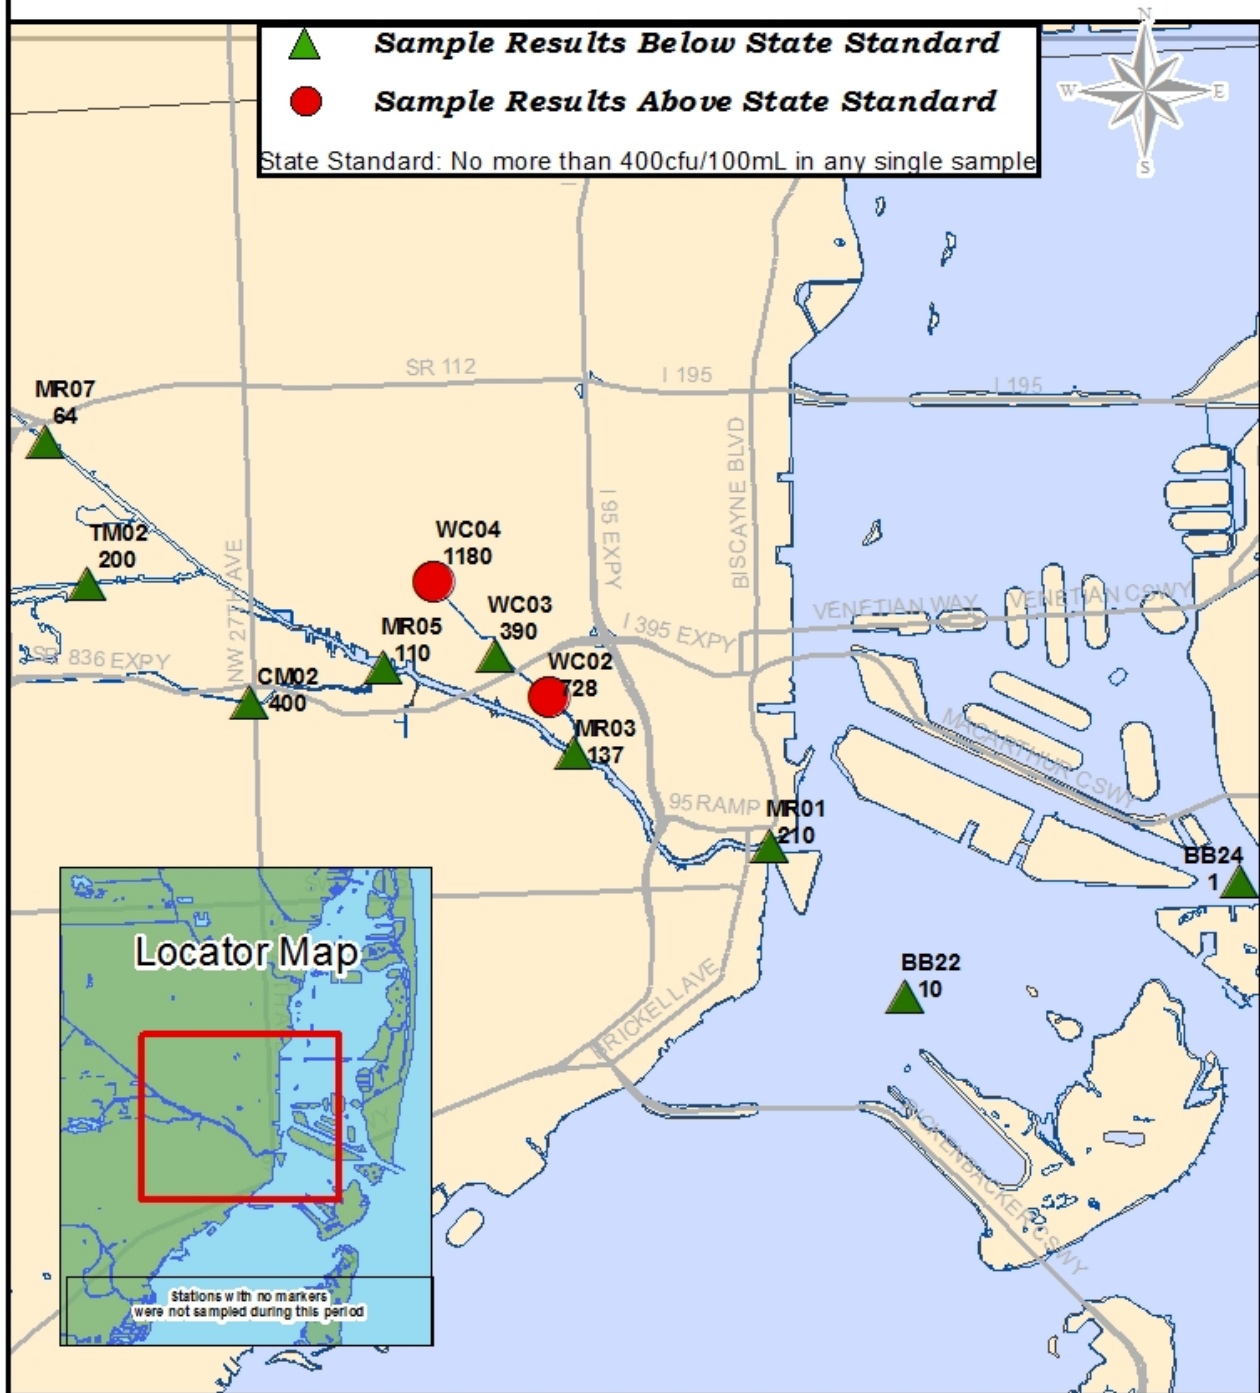 Sample Results Below State Standard
Sample Results Above State Standard
State Standard: No more than 400cfu/100mL in any single sample
N
W
E
S
SR 112
I 195
I 195
MR07
64
BISCAYNE BLVD
I 95 EXPY
TM02
200
WC04
1180
NW 27TH AVE
WC03
390
VENETIAN WAY
VENETIAN CSWY
MR05
110
I 395 EXPY
SR 836 EXPY
WC02
728
CM02
400
MR03
137
MACARTHUR CSWY
95 RAMP
MR01
210
BB24
1
Locator Map
BB22
10
BRICKELL AVE
RICKENBACKER CSWY
Stations with no markers
were not sampled during this period